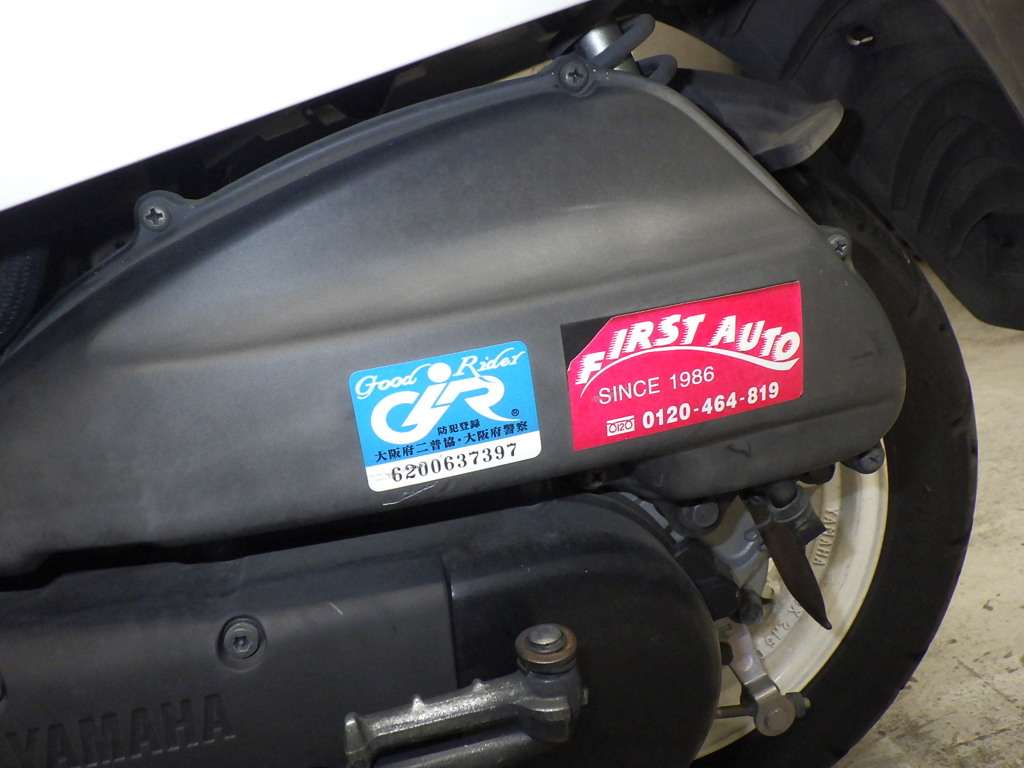 Good Rider
GR
®
防犯登録
大阪府二普協・大阪府警察
6200637397
FIRST AUTO
SINCE 1986
0120 0120-464-819
YAMAHA
YAMAHA